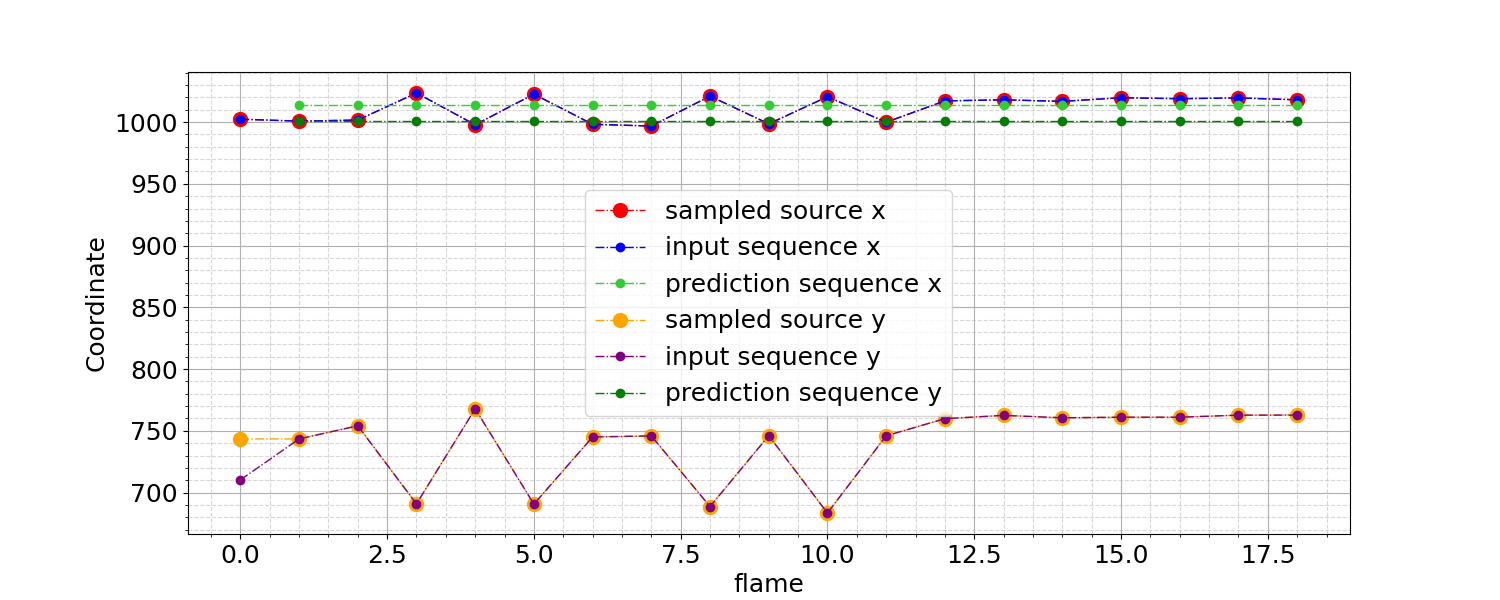 1000
950
900
850
800
750
700
Coordinate
sampled source x
input sequence x
prediction sequence x
sampled source y
input sequence y
prediction sequence y
0.0 2.5 5.0 7.5 10.0 12.5 15.0 17.5
flame